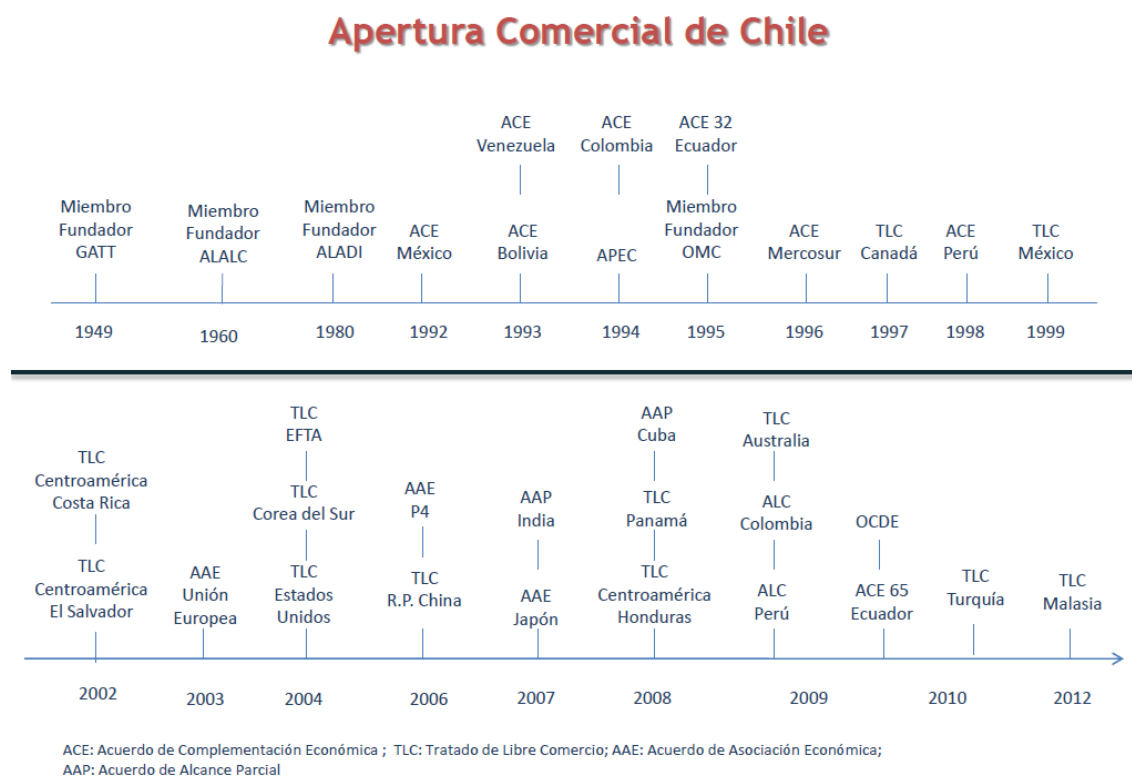 Apertura Comercial de Chile
ACE
Venezuela
ACE
Colombia
ACE 32
Ecuador
Miembro
Fundador
GATT
Miembro
Fundador
ALALC
Miembro
Fundador
ALADI
ACE
México
ACE
Bolivia
APEC
Miembro
Fundador
OMC
ACE
Mercosur
TLC
Canadá
ACE
Perú
TLC
México
1949
1960
1980
1992
1993
1994
1995
1996
1997
1998
1999
TLC
Centroamérica
Costa Rica
TLC
Centroamérica
El Salvador
AAE
Unión
Europea
TLC
EFTA
TLC
Corea del Sur
TLC
Estados
Unidos
AAE
P4
TLC
R.P. China
AAP
India
AAE
Japón
AAP
Cuba
TLC
Panamá
TLC
Centroamérica
Honduras
TLC
Australia
ALC
Colombia
ALC
Perú
OCDE
ACE 65
Ecuador
TLC
Turquía
TLC
Malasia
2002
2003
2004
2006
2007
2008
2009
2010
2012
ACE: Acuerdo de Complementación Económica ; TLC: Tratado de Libre Comercio; AAE: Acuerdo de Asociación Económica;
AAP: Acuerdo de Alcance Parcial